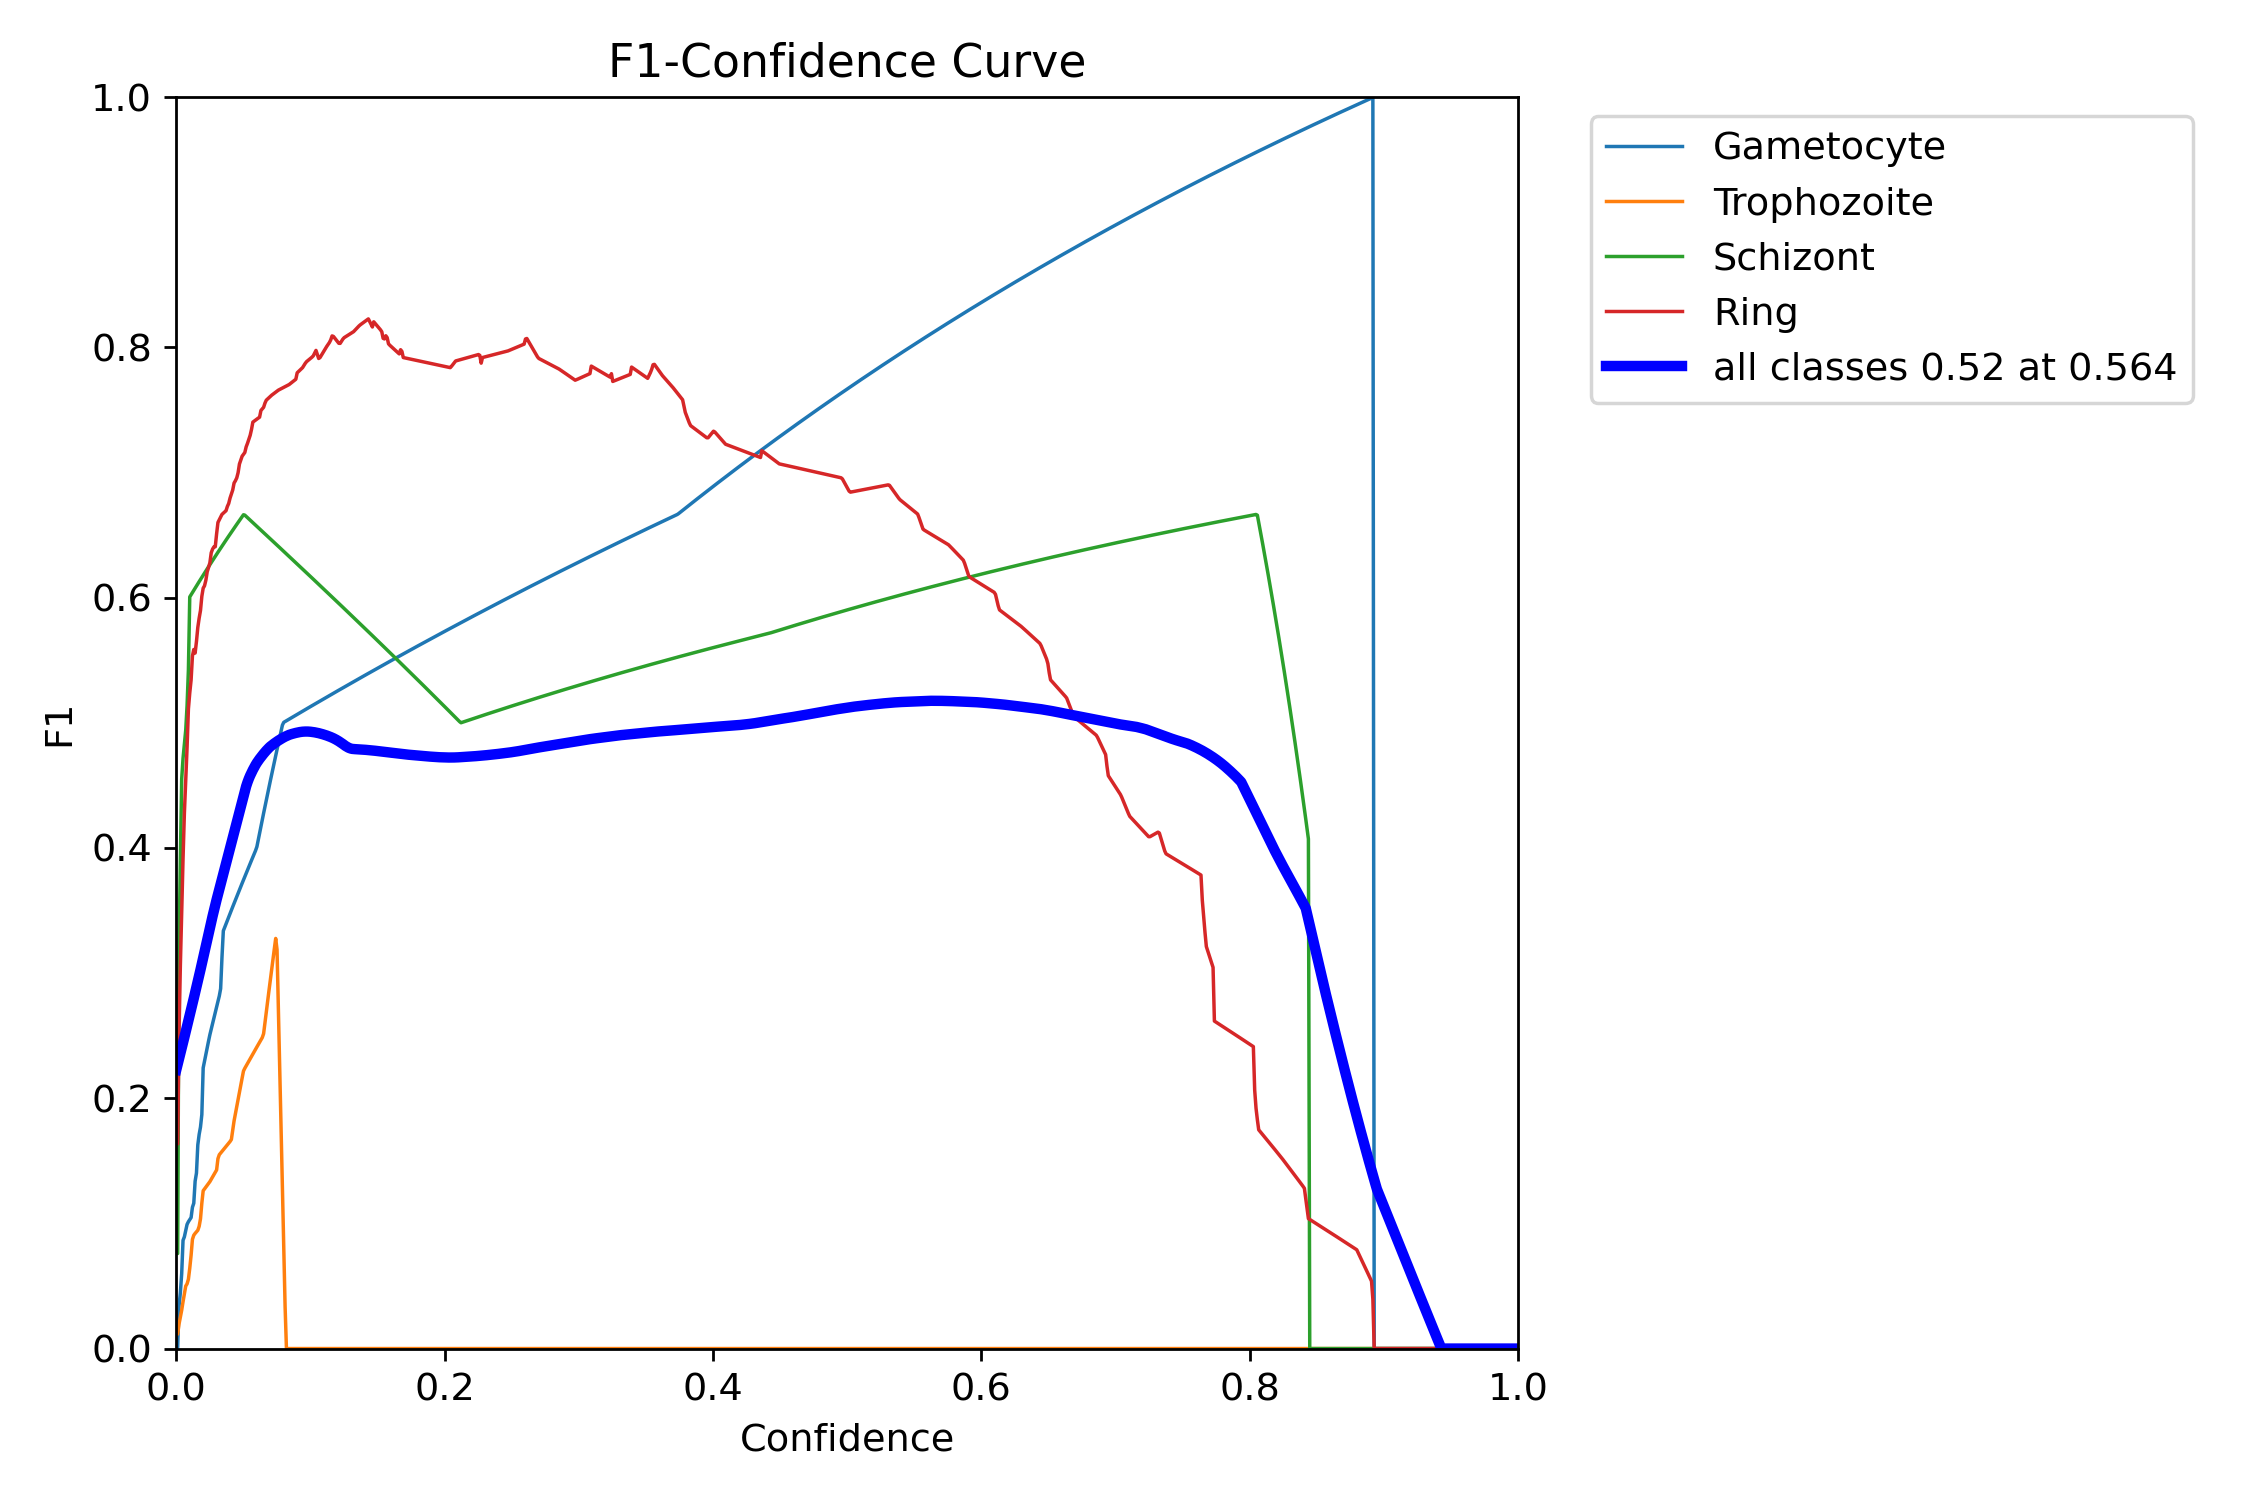 F1-Confidence Curve
1.0
0.8
0.6
0.4
0.2
0.0
F1
0.0 0.2 0.4 0.6 0.8 1.0
Confidence
Gametocyte
Trophozoite
Schizont
Ring
all classes 0.52 at 0.564